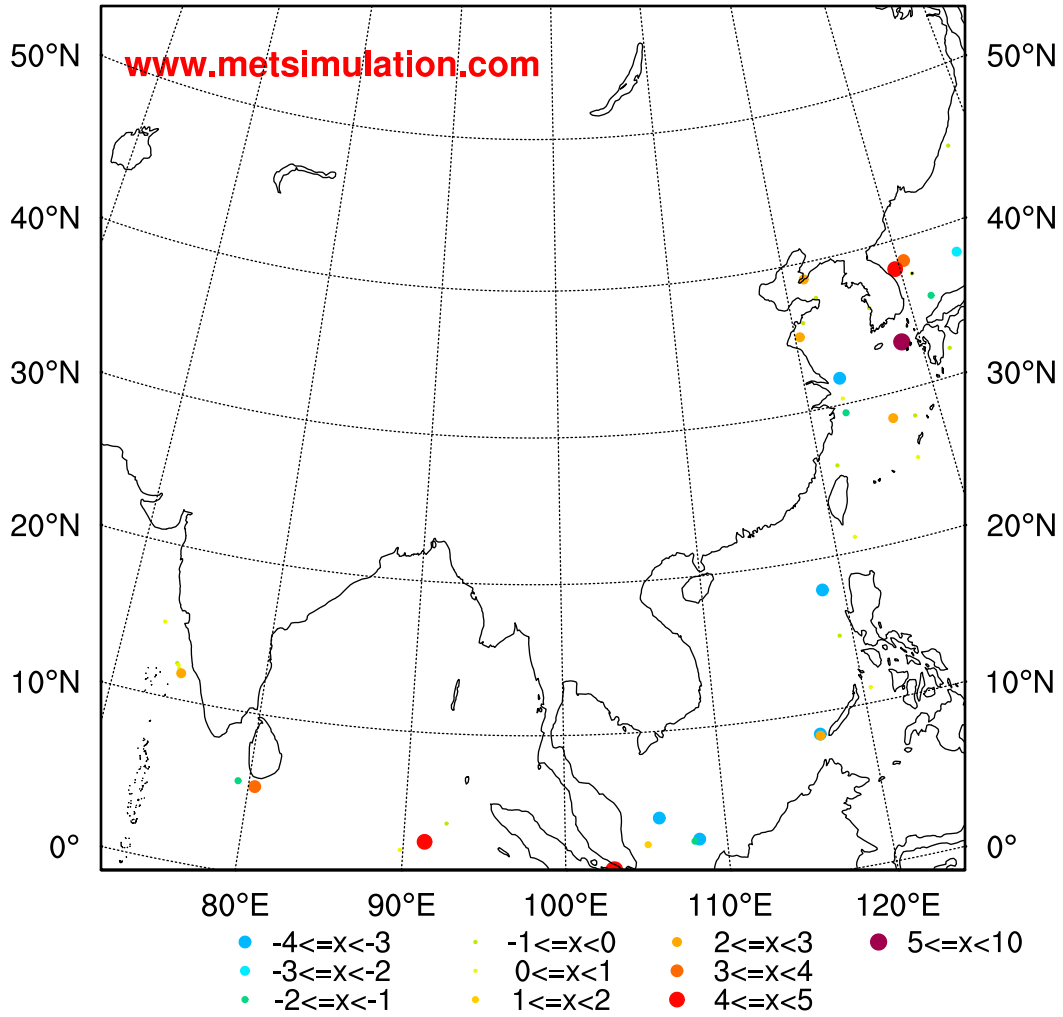 50°N 50°N
www.metsimulation.com
40°N 40°N
30°N 30°N
20°N 20°N
10°N 10°N
0° 0°
80°E 90°E 100°E 110°E 120°E
-4<=x<-3 -1<=x<0 2<=x<3 5<=x<10
-3<=x<-2 0<=x<1 3<=x<4
-2<=x<-1 1<=x<2 4<=x<5